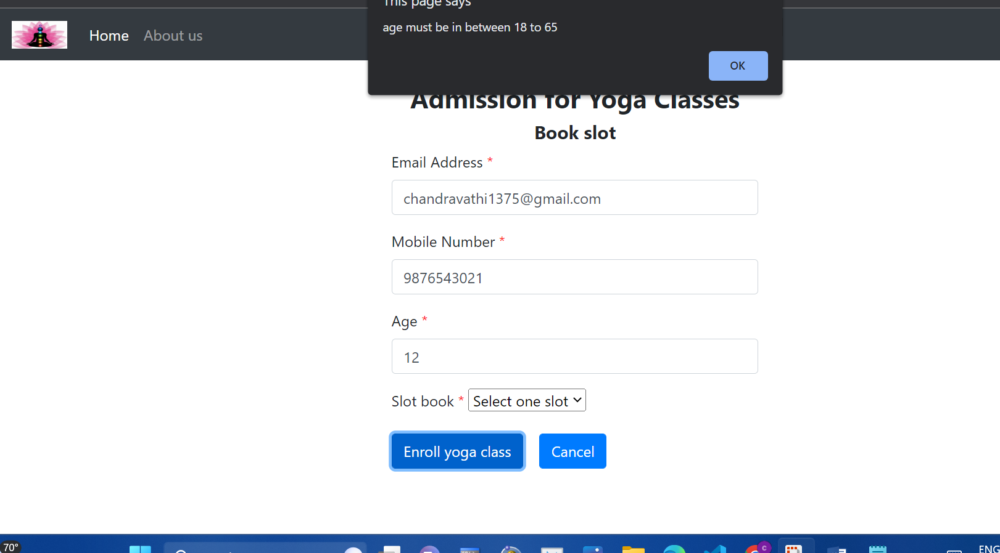 This page says
age must be in between 18 to 65
OK
Home About us
Admission for Yoga Classes
Book slot
Email Address *
chandravathi1375@gmail.com
Mobile Number *
9876543021
Age *
12
Slot book * Select one slot
Enroll yoga class Cancel
70°
C
ENG